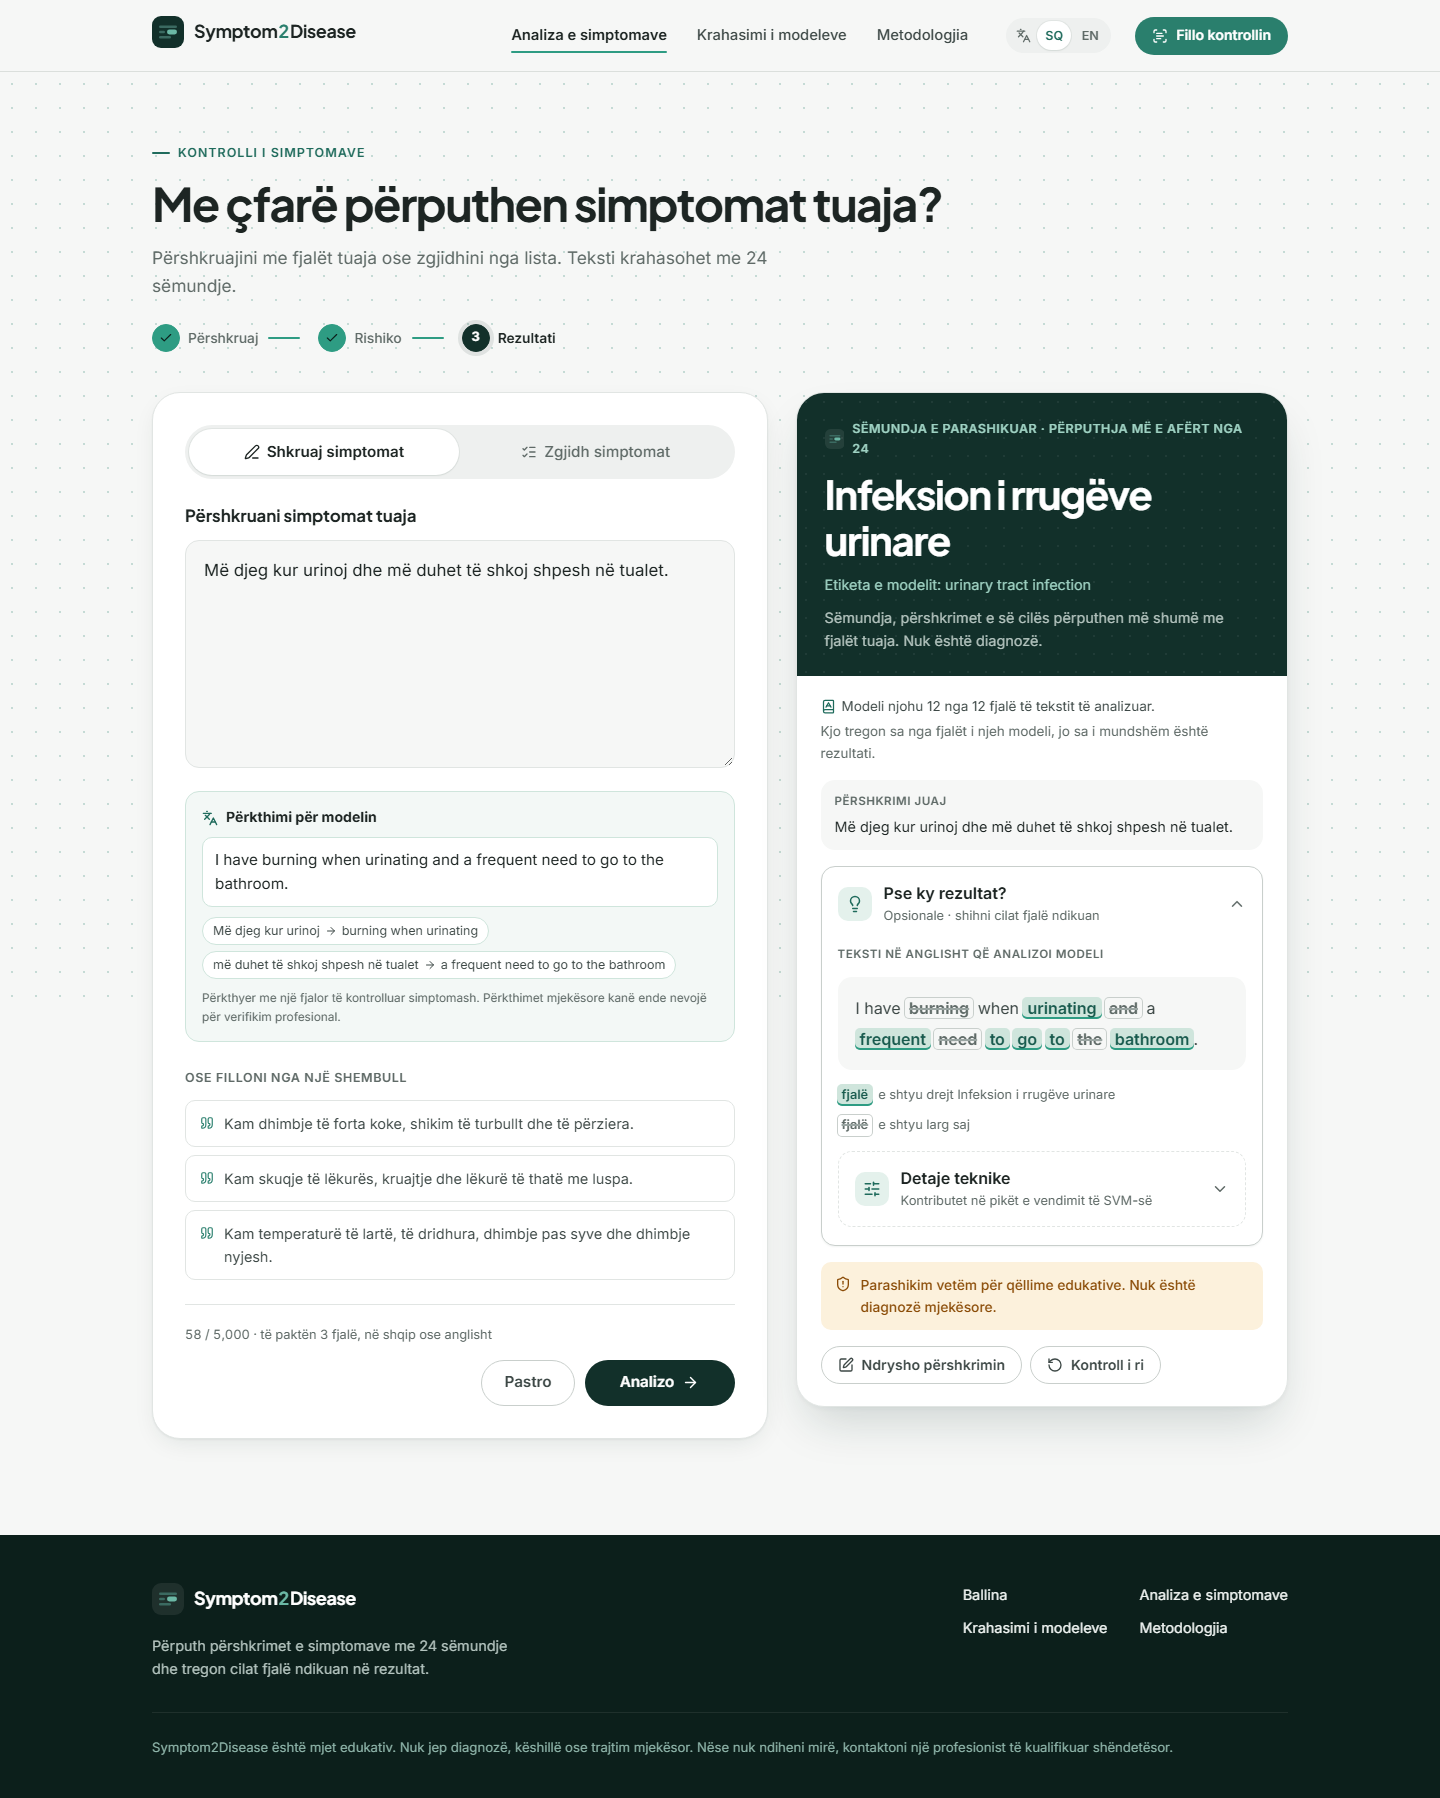 Symptom2Disease
Analiza e simptomave
Krahasimi i modeleve
Metodologjia
SQ
EN
Fillo kontrollin
KONTROLLI I SIMPTOMAVE
Me çfarë përputhen simptomat tuaja?
Përshkruajini me fjalët tuaja ose zgjidhini nga lista. Teksti krahasohet me 24
sëmundje.
Përshkruaj
Rishiko
3 Rezultati
Shkruaj simptomat
Zgjidh simptomat
Përshkruani simptomat tuaja
Më djeg kur urinoj dhe më duhet të shkoj shpesh në tualet.
Përkthimi për modelin
I have burning when urinating and a frequent need to go to the
bathroom.
Më djeg kur urinoj → burning when urinating
më duhet të shkoj shpesh në tualet → a frequent need to go to the bathroom
Përkthyer me një fjalor të kontrolluar simptomash. Përkthimet mjekësore kanë ende nevojë
për verifikim profesional.
OSE FILLONI NGA NJË SHEMBULL
Kam dhimbje të forta koke, shikim të turbullt dhe të përziera.
Kam skuqje të lëkurës, kruajtje dhe lëkurë të thatë me luspa.
Kam temperaturë të lartë, të dridhura, dhimbje pas syve dhe dhimbje
nyjesh.
58 / 5,000 · të paktën 3 fjalë, në shqip ose anglisht
Pastro
Analizo →
SËMUNDJA E PARASHIKUAR · PËRPUTHJA MË E AFËRT NGA
24
Infeksion i rrugëve
urinare
Etiketa e modelit: urinary tract infection
Sëmundja, përshkrimet e së cilës përputhen më shumë me
fjalët tuaja. Nuk është diagnozë.
Modeli njohu 12 nga 12 fjalë të tekstit të analizuar.
Kjo tregon sa nga fjalët i njeh modeli, jo sa i mundshëm është
rezultati.
PËRSHKRIMI JUAJ
Më djeg kur urinoj dhe më duhet të shkoj shpesh në tualet.
Pse ky rezultat?
Opsionale · shihni cilat fjalë ndikuan
TEKSTI NË ANGLISHT QË ANALIZOI MODELI
I have burning when urinating and a
frequent need to go to the bathroom.
fjalë e shtyu drejt Infeksion i rrugëve urinare
fjalë e shtyu larg saj
Detaje teknike
Kontributet në pikët e vendimit të SVM-së
Parashikim vetëm për qëllime edukative. Nuk është
diagnozë mjekësore.
Ndrysho përshkrimin
Kontroll i ri
Symptom2Disease
Përputh përshkrimet e simptomave me 24 sëmundje
dhe tregon cilat fjalë ndikuan në rezultat.
Ballina
Analiza e simptomave
Krahasimi i modeleve
Metodologjia
Symptom2Disease është mjet edukativ. Nuk jep diagnozë, këshillë ose trajtim mjekësor. Nëse nuk ndiheni mirë, kontaktoni një profesionist të kualifikuar shëndetësor.